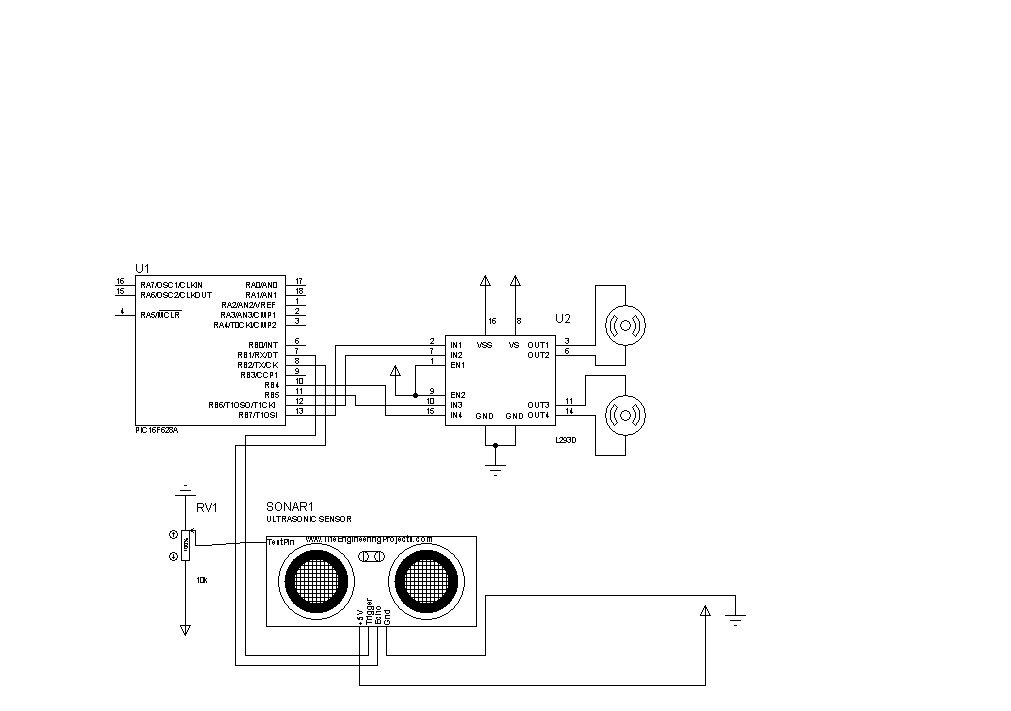 U1
16 RA7/OSC1/CLKIN RA0/AN0 17
15 RA6/OSC2/CLKOUT RA1/AN1 18
RA2/AN2/VREF 1
4 RA5/MCLR RA3/AN3/CMP1 2
RA4/T0CKI/CMP2 3
RB0/INT 6
RB1/RX/DT 7
RB2/TX/CK 8
RB3/CCP1 9
RB4 10
RB5 11
RB6/T1OSO/T1CKI 12
RB7/T1OSI 13
PIC16F628A
16 8 U2
2 IN1 VSS VS OUT1 3
7 IN2 OUT2 6
1 EN1
9 EN2
10 IN3 OUT3 11
15 IN4 GND GND OUT4 14
L293D
RV1
10k
SONAR1
ULTRASONIC SENSOR
TestPin www.TheEngineeringProjects.com
+5V
Trigger
Echo
Gnd